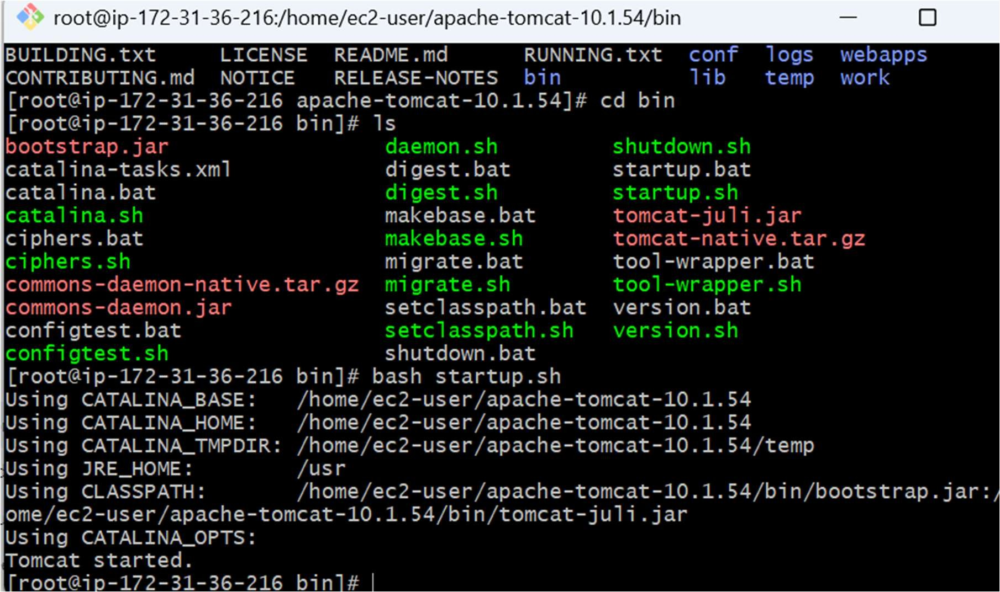 root@ip-172-31-36-216:/home/ec2-user/apache-tomcat-10.1.54/bin
BUILDING.txt     LICENSE  README.md      RUNNING.txt  conf  logs  webapps
CONTRIBUTING.md  NOTICE   RELEASE-NOTES  bin          lib   temp  work
[root@ip-172-31-36-216 apache-tomcat-10.1.54]# cd bin
[root@ip-172-31-36-216 bin]# ls
bootstrap.jar                 daemon.sh         shutdown.sh
catalina-tasks.xml            digest.bat        startup.bat
catalina.bat                  digest.sh         startup.sh
catalina.sh                   makebase.bat      tomcat-juli.jar
ciphers.bat                   makebase.sh       tomcat-native.tar.gz
ciphers.sh                    migrate.bat       tool-wrapper.bat
commons-daemon-native.tar.gz  migrate.sh        tool-wrapper.sh
commons-daemon.jar            setclasspath.bat  version.bat
configtest.bat                setclasspath.sh   version.sh
configtest.sh                 shutdown.bat
[root@ip-172-31-36-216 bin]# bash startup.sh
Using CATALINA_BASE:   /home/ec2-user/apache-tomcat-10.1.54
Using CATALINA_HOME:   /home/ec2-user/apache-tomcat-10.1.54
Using CATALINA_TMPDIR: /home/ec2-user/apache-tomcat-10.1.54/temp
Using JRE_HOME:        /usr
Using CLASSPATH:       /home/ec2-user/apache-tomcat-10.1.54/bin/bootstrap.jar:/
ome/ec2-user/apache-tomcat-10.1.54/bin/tomcat-juli.jar
Using CATALINA_OPTS:
Tomcat started.
[root@ip-172-31-36-216 bin]#